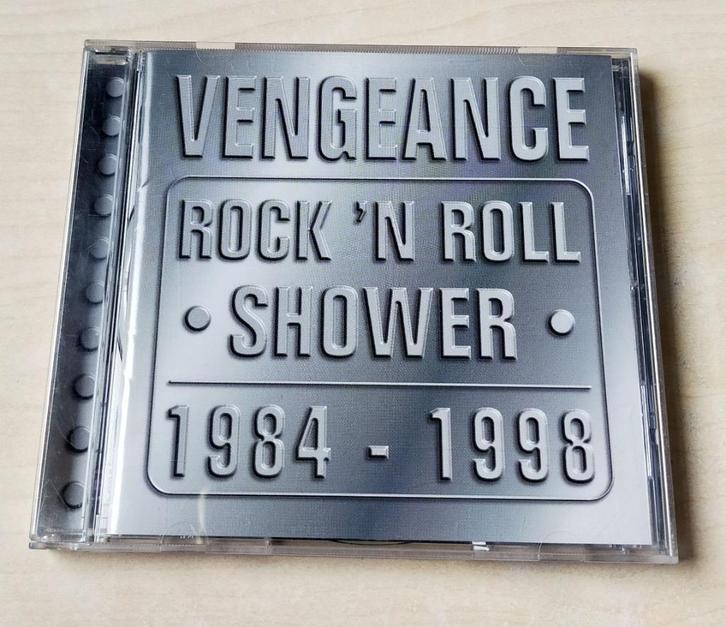 VENGEANCE
ROCK 'N ROLL
• SHOWER •
1984 - 1998